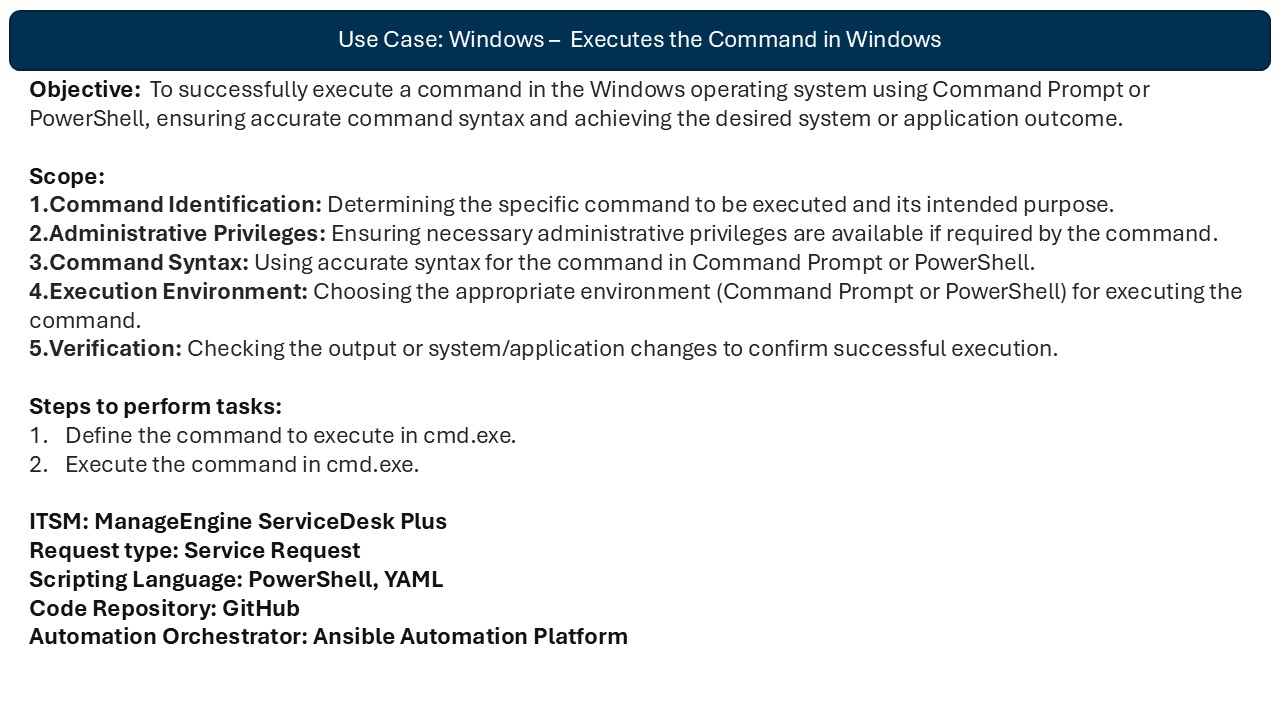 Use Case: Windows –  Executes the Command in Windows
Objective:  To successfully execute a command in the Windows operating system using Command Prompt or
PowerShell, ensuring accurate command syntax and achieving the desired system or application outcome.
Scope:
1.Command Identification: Determining the specific command to be executed and its intended purpose.
2.Administrative Privileges: Ensuring necessary administrative privileges are available if required by the command.
3.Command Syntax: Using accurate syntax for the command in Command Prompt or PowerShell.
4.Execution Environment: Choosing the appropriate environment (Command Prompt or PowerShell) for executing the
command.
5.Verification: Checking the output or system/application changes to confirm successful execution.
Steps to perform tasks:
1. Define the command to execute in cmd.exe.
2. Execute the command in cmd.exe.
ITSM: ManageEngine ServiceDesk Plus
Request type: Service Request
Scripting Language: PowerShell, YAML
Code Repository: GitHub
Automation Orchestrator: Ansible Automation Platform